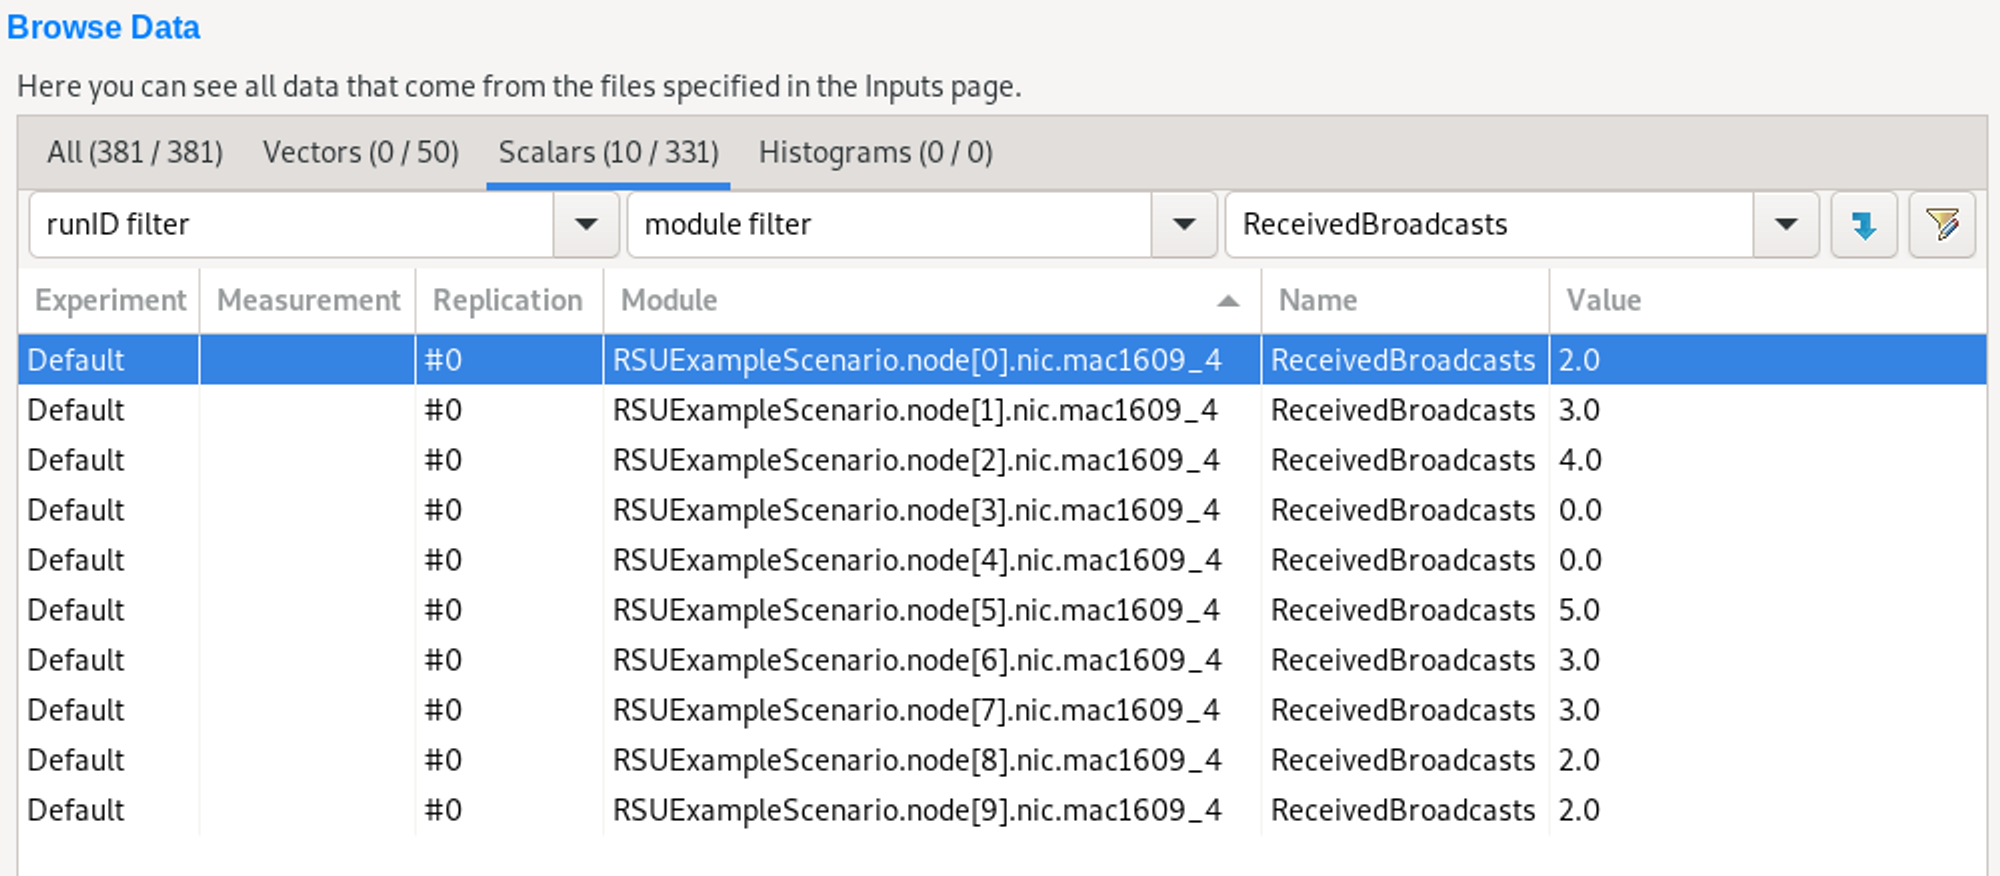 Browse Data
Here you can see all data that come from the files specified in the Inputs page.
All (381 / 381) Vectors (0 / 50) Scalars (10 / 331) Histograms (0 / 0)
runID filter module filter ReceivedBroadcasts
Experiment Measurement Replication Module Name Value
Default #0 RSUExampleScenario.node[0].nic.mac1609_4 ReceivedBroadcasts 2.0
Default #0 RSUExampleScenario.node[1].nic.mac1609_4 ReceivedBroadcasts 3.0
Default #0 RSUExampleScenario.node[2].nic.mac1609_4 ReceivedBroadcasts 4.0
Default #0 RSUExampleScenario.node[3].nic.mac1609_4 ReceivedBroadcasts 0.0
Default #0 RSUExampleScenario.node[4].nic.mac1609_4 ReceivedBroadcasts 0.0
Default #0 RSUExampleScenario.node[5].nic.mac1609_4 ReceivedBroadcasts 5.0
Default #0 RSUExampleScenario.node[6].nic.mac1609_4 ReceivedBroadcasts 3.0
Default #0 RSUExampleScenario.node[7].nic.mac1609_4 ReceivedBroadcasts 3.0
Default #0 RSUExampleScenario.node[8].nic.mac1609_4 ReceivedBroadcasts 2.0
Default #0 RSUExampleScenario.node[9].nic.mac1609_4 ReceivedBroadcasts 2.0